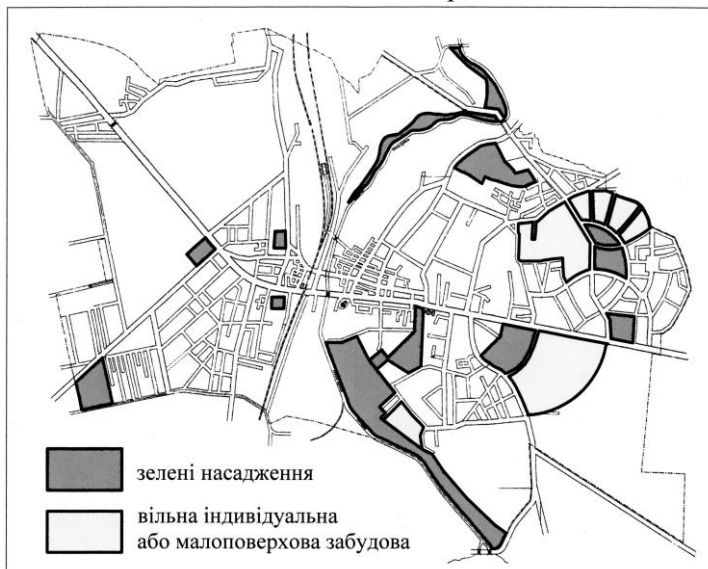 зелені насадження
вільна індивідуальна
або малоповерхова забудова